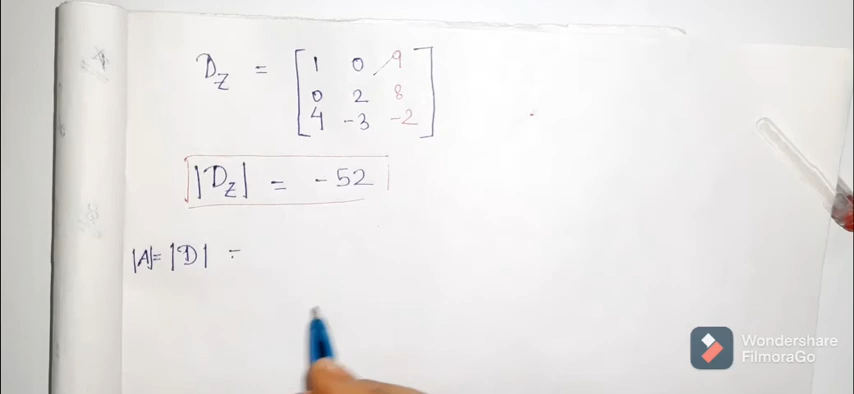 D_Z = [ 1 0 9
0 2 8
4 -3 -2 ]
|D_Z| = -52
|A|= |D| =
Wondershare
FilmoraGo